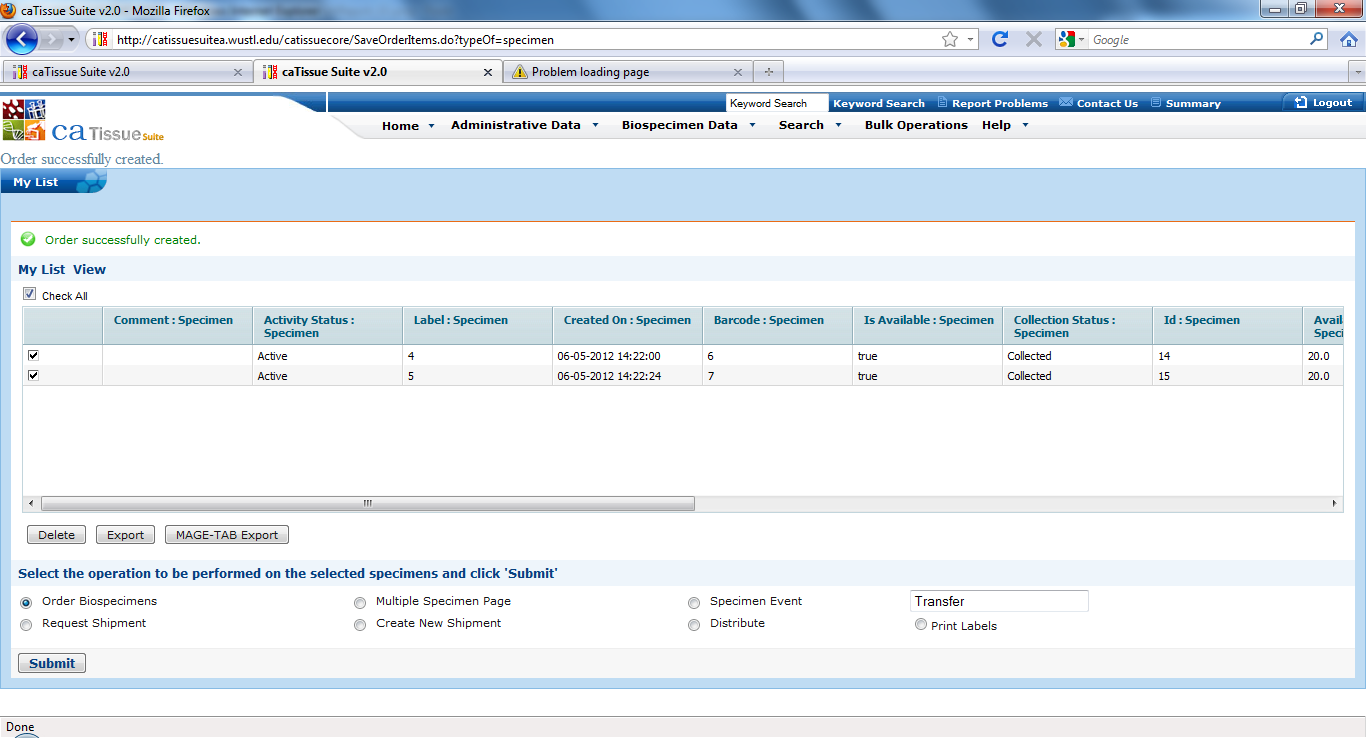 caTissue Suite v2.0 - Mozilla Firefox
http://catissuesuitea.wustl.edu/catissuecore/SaveOrderItems.do?typeOf=specimen
Google
caTissue Suite v2.0
caTissue Suite v2.0
Problem loading page
Keyword Search
Keyword Search
Report Problems
Contact Us
Summary
Logout
ca Tissue Suite
Home
Administrative Data
Biospecimen Data
Search
Bulk Operations
Help
Order successfully created.
My List
Order successfully created.
My List View
Check All
Comment : Specimen
Activity Status :
Specimen
Label : Specimen
Created On : Specimen
Barcode : Specimen
Is Available : Specimen
Collection Status :
Specimen
Id : Specimen
Avail
Speci
Active 4 06-05-2012 14:22:00 6 true Collected 14 20.0
Active 5 06-05-2012 14:22:24 7 true Collected 15 20.0
Delete
Export
MAGE-TAB Export
Select the operation to be performed on the selected specimens and click 'Submit'
Order Biospecimens
Multiple Specimen Page
Specimen Event
Transfer
Request Shipment
Create New Shipment
Distribute
Print Labels
Submit
Done